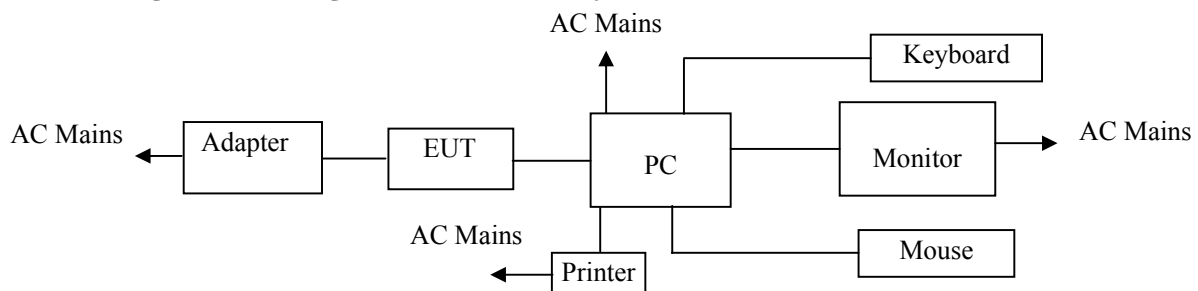 AC Mains
Keyboard
AC Mains
Adapter
EUT
PC
Monitor
AC Mains
AC Mains
Printer
Mouse